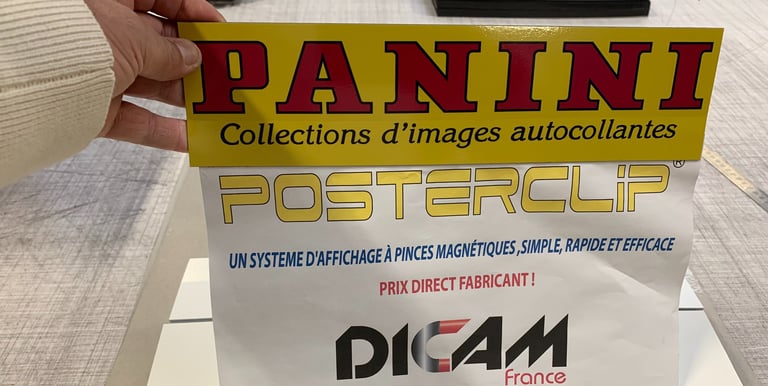 PANINI
Collections d'images autocollantes
POSTERCLIP®
UN SYSTEME D'AFFICHAGE À PINCES MAGNÉTIQUES ,SIMPLE, RAPIDE ET EFFICACE
PRIX DIRECT FABRICANT !
DICAM
France